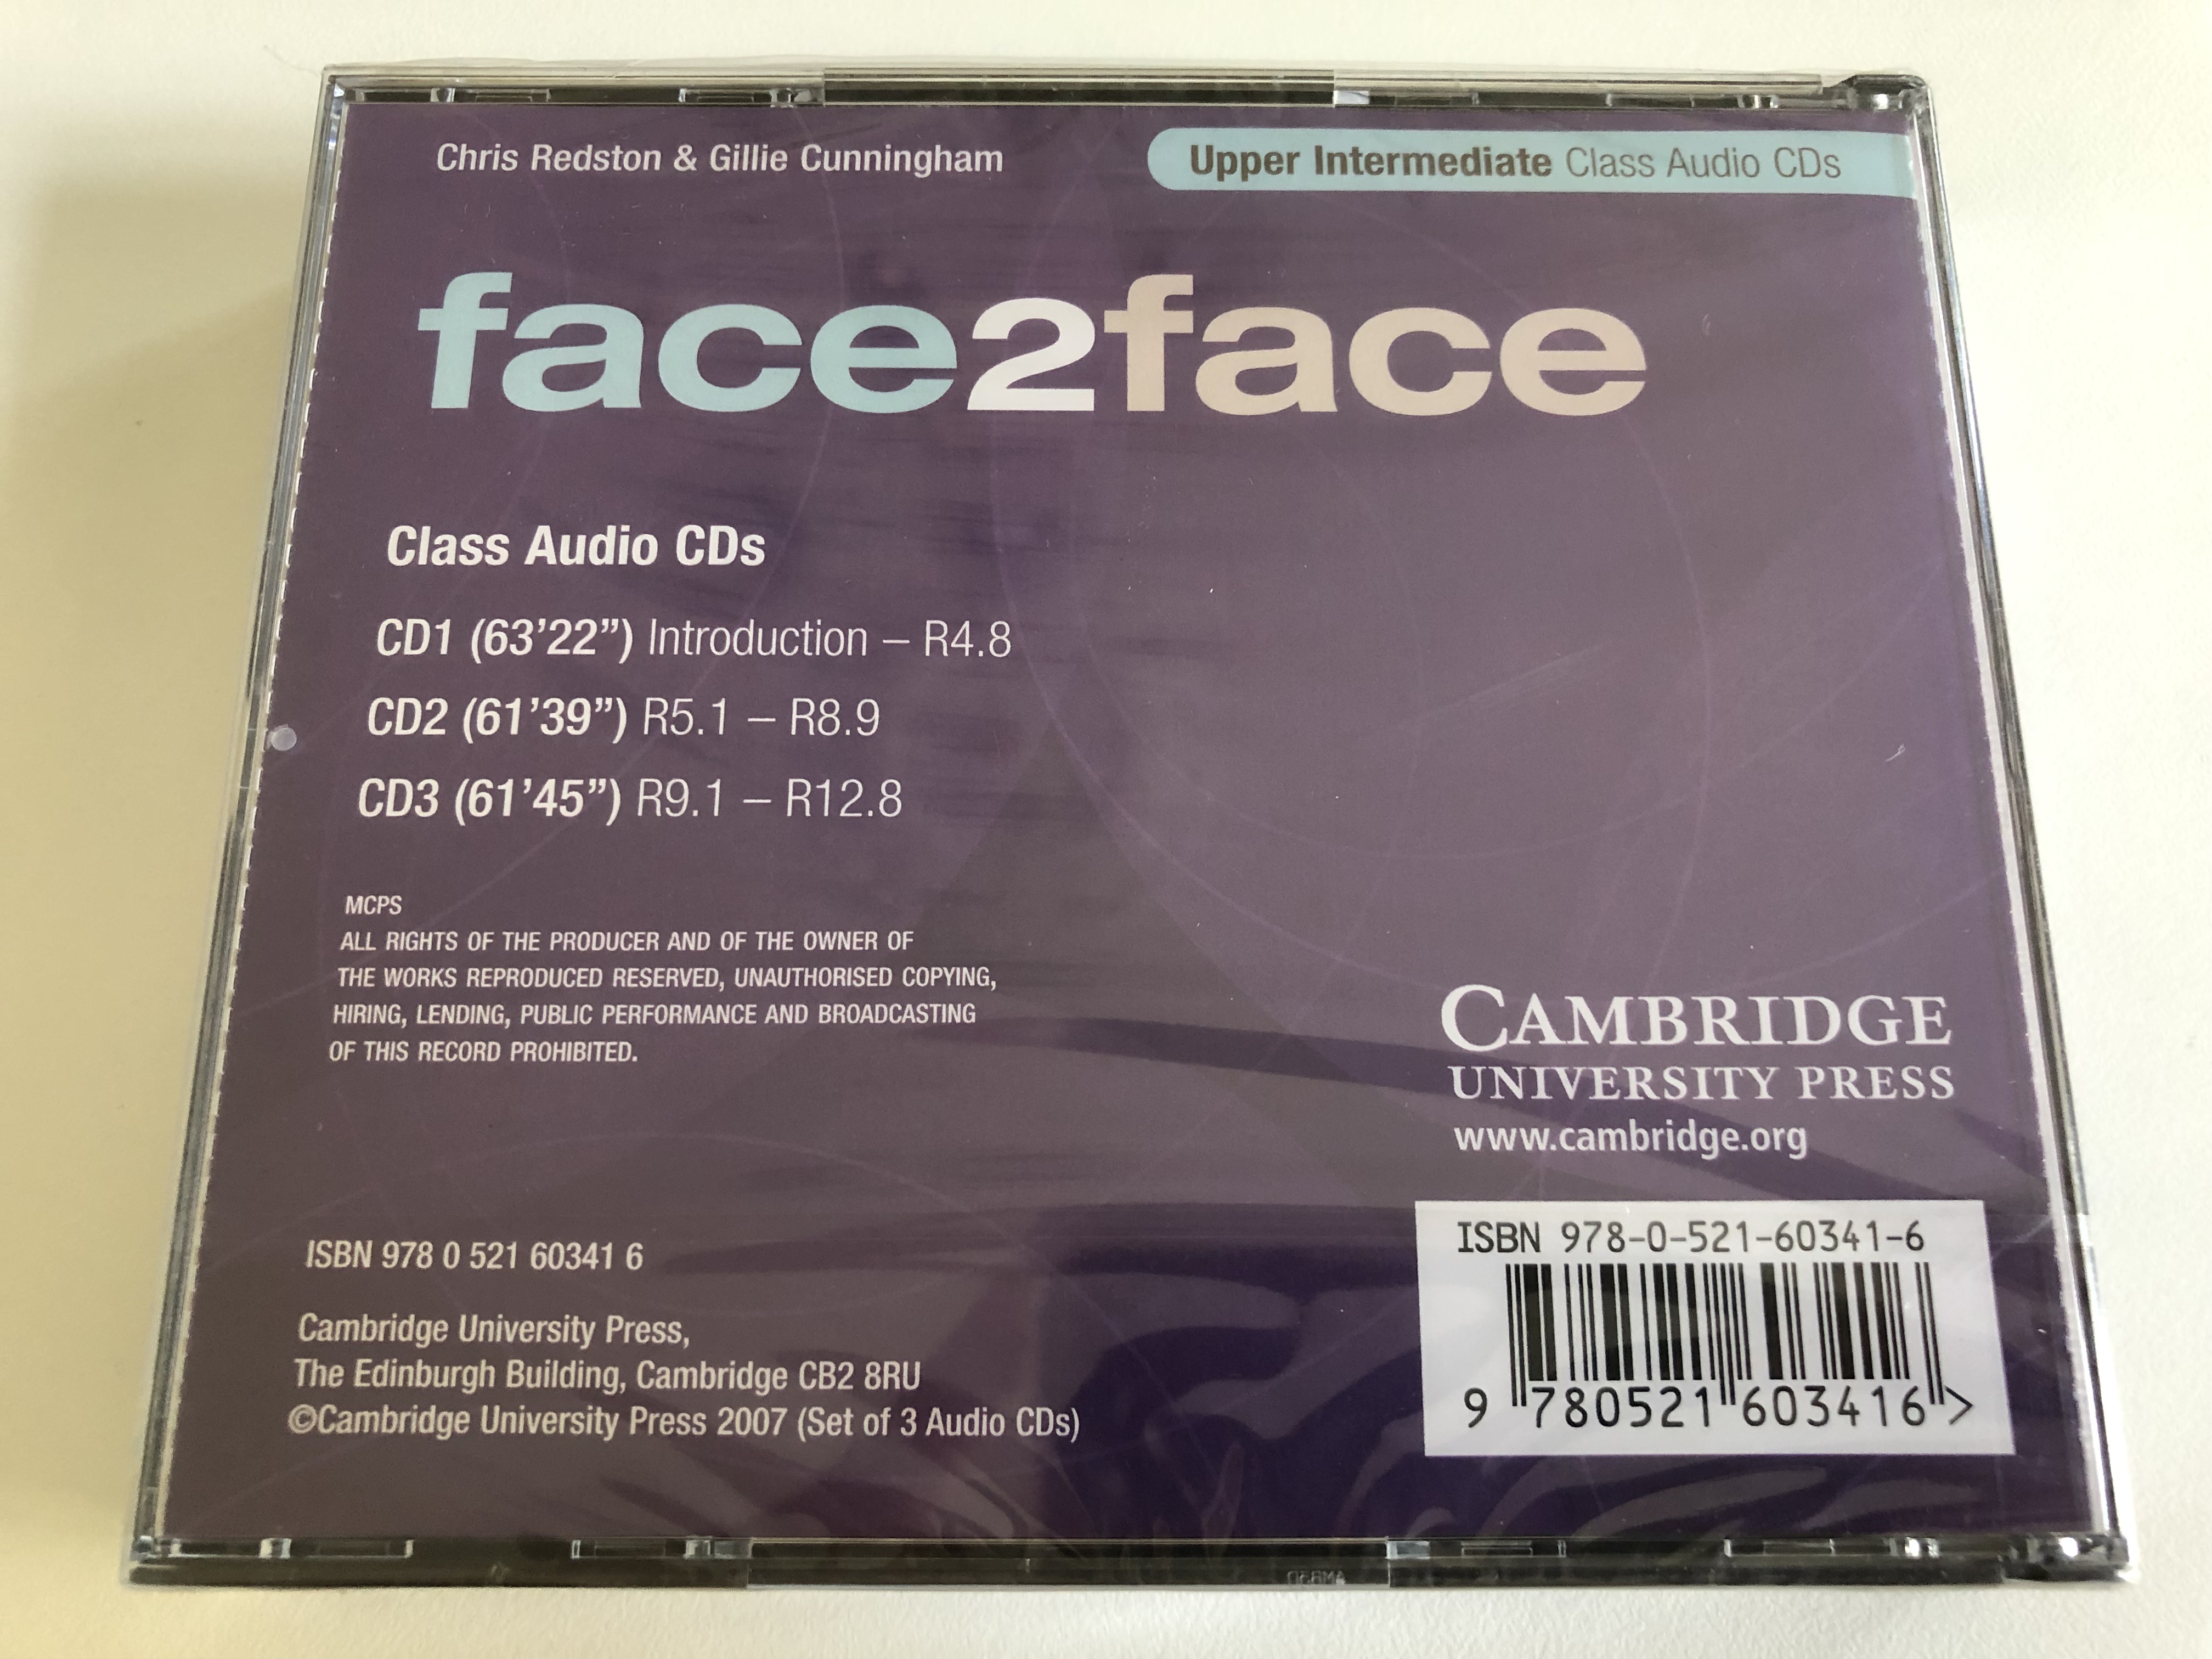 Chris Redston & Gillie Cunningham
Upper Intermediate Class Audio CDs
face2face
Class Audio CDs
CD1 (63’22”) Introduction – R4.8
CD2 (61’39”) R5.1 – R8.9
CD3 (61’45”) R9.1 – R12.8
MCPS
ALL RIGHTS OF THE PRODUCER AND OF THE OWNER OF
THE WORKS REPRODUCED RESERVED, UNAUTHORISED COPYING,
HIRING, LENDING, PUBLIC PERFORMANCE AND BROADCASTING
OF THIS RECORD PROHIBITED.
CAMBRIDGE
UNIVERSITY PRESS
www.cambridge.org
ISBN 978 0 521 60341 6
Cambridge University Press,
The Edinburgh Building, Cambridge CB2 8RU
©Cambridge University Press 2007 (Set of 3 Audio CDs)
ISBN 978-0-521-60341-6
9 780521 603416 >